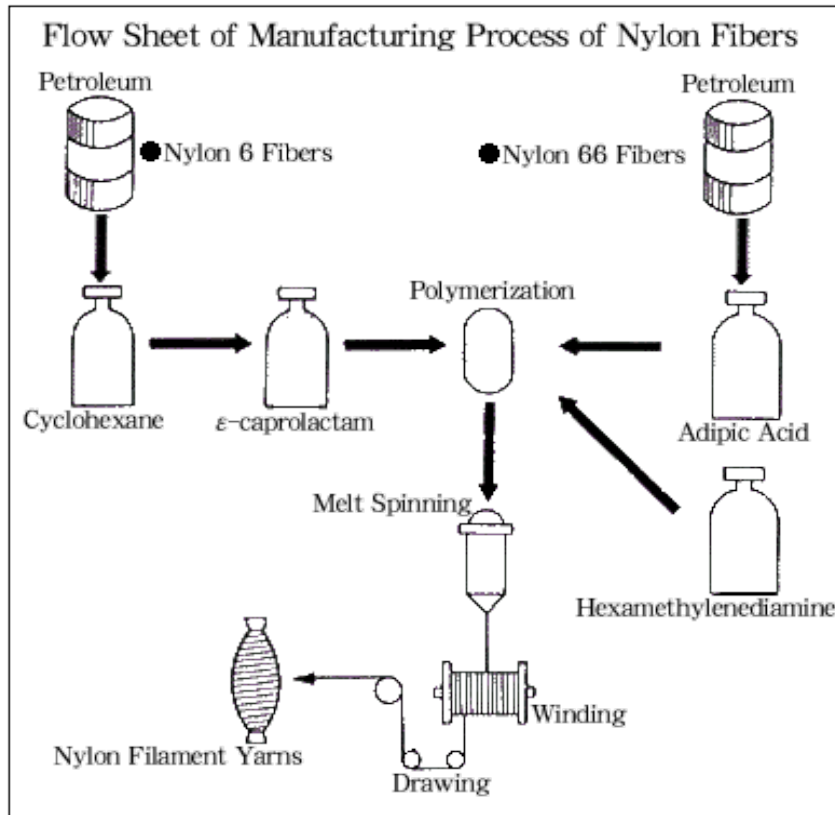 Flow Sheet of Manufacturing Process of Nylon Fibers
Petroleum
Petroleum
●Nylon 6 Fibers
●Nylon 66 Fibers
Polymerization
Cyclohexane
ε-caprolactam
Adipic Acid
Melt Spinning
Hexamethylenediamine
Winding
Nylon Filament Yarns
Drawing